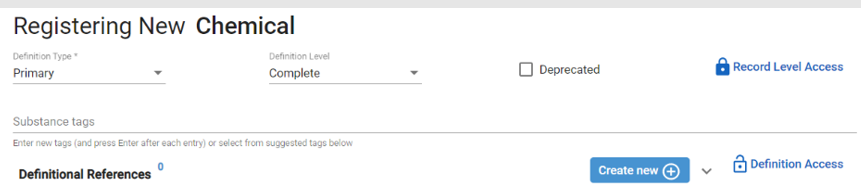 Registering New Chemical
Definition Type *
Definition Level
Primary
Complete
Deprecated
Record Level Access
Substance tags
Enter new tags (and press Enter after each entry) or select from suggested tags below
Definitional References 0
Create new
Definition Access